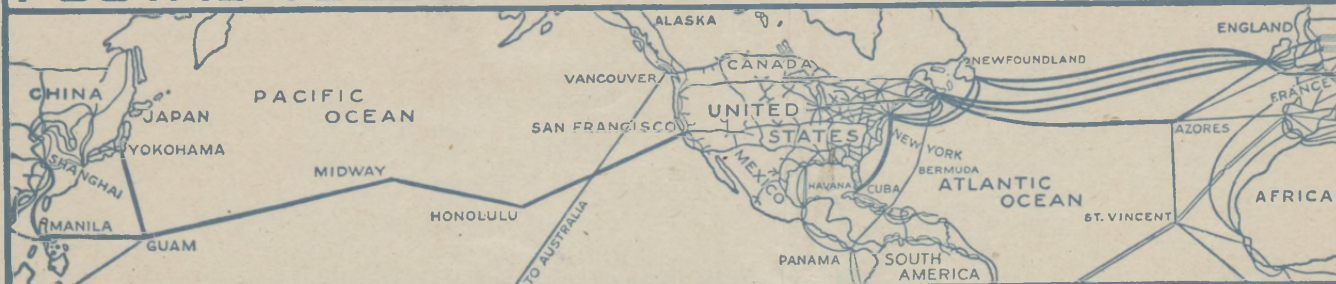 ALASKA
ENGLAND
CANADA
NEWFOUNDLAND
VANCOUVER
CHINA
PACIFIC
OCEAN
JAPAN
UNITED
STATES
FRANCE
SAN FRANCISCO
AZORES
YOKOHAMA
NEW YORK
SHANGHAI
MIDWAY
MEXICO
BERMUDA
HAVANA
CUBA
ATLANTIC
OCEAN
AFRICA
HONOLULU
ST. VINCENT
MANILA
GUAM
TO AUSTRALIA
PANAMA
SOUTH
AMERICA